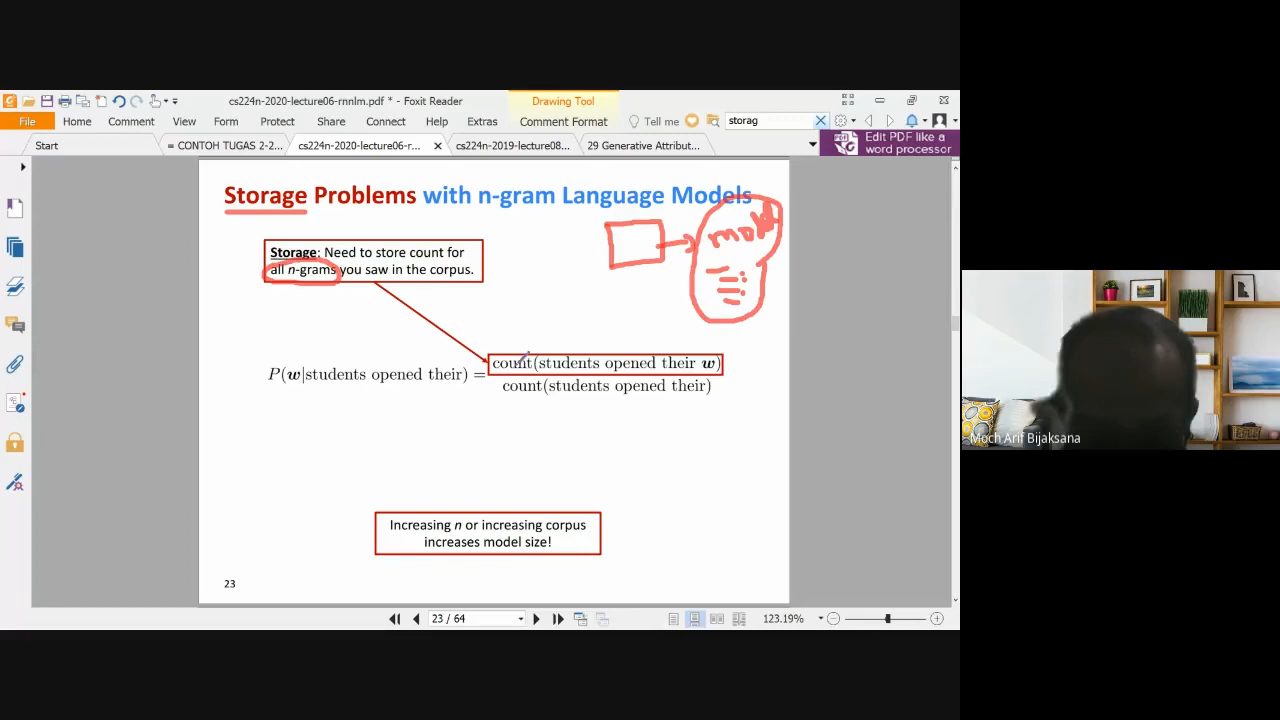 cs224n-2020-lecture06-rnnlm.pdf * - Foxit Reader
Drawing Tool
File
Home
Comment
View
Form
Protect
Share
Connect
Help
Extras
Comment Format
Tell me
storag
Start
= CONTOH TUGAS 2-2...
cs224n-2020-lecture06-r...
cs224n-2019-lecture08...
29 Generative Attribut...
Edit PDF like a
word processor
Storage Problems with n-gram Language Models
model
Storage: Need to store count for
all n-grams you saw in the corpus.
P(w|students opened their) =
count(students opened their w)
count(students opened their)
Increasing n or increasing corpus
increases model size!
23
23 / 64
123.19%
Moch Arif Bijaksana